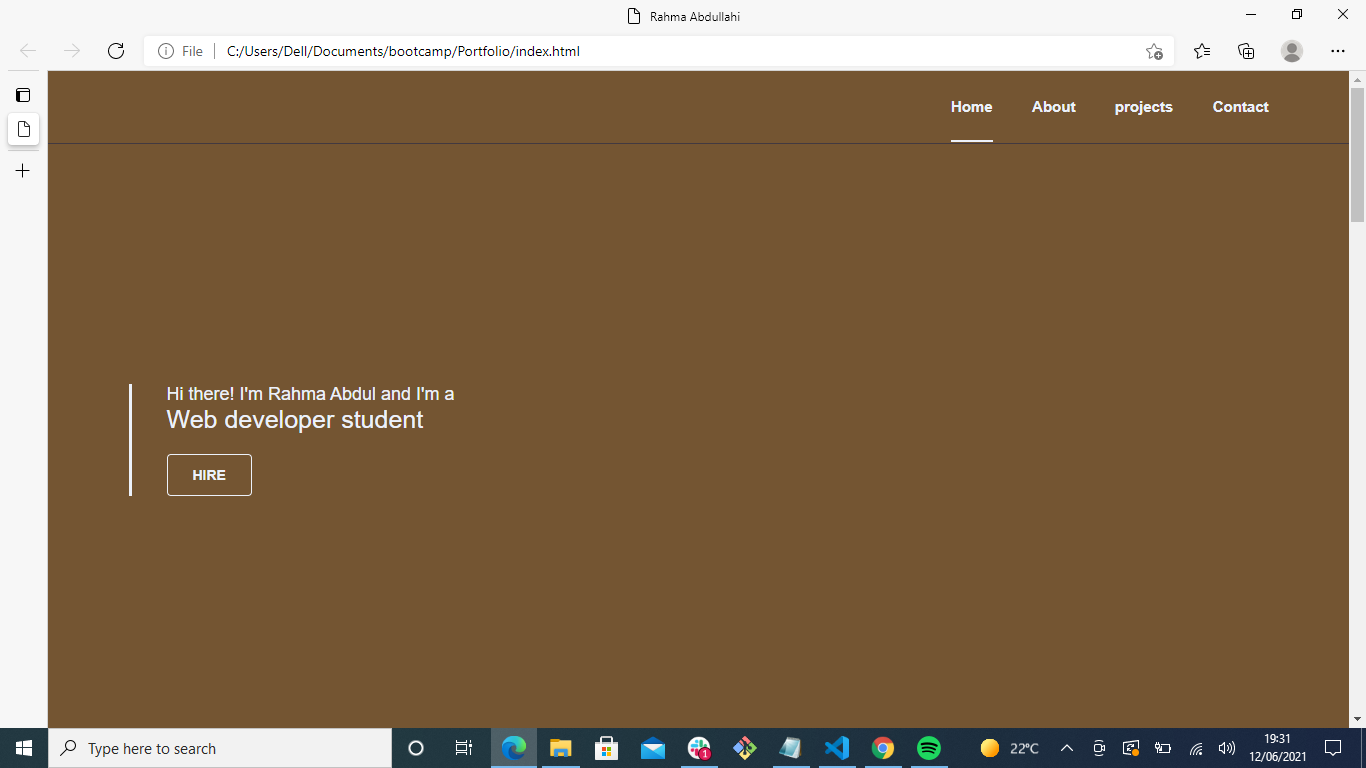 Rahma Abdullahi
File
C:/Users/Dell/Documents/bootcamp/Portfolio/index.html
Home About projects Contact
Hi there! I'm Rahma Abdul and I'm a
Web developer student
HIRE
Type here to search
1
22°C
19:31
12/06/2021